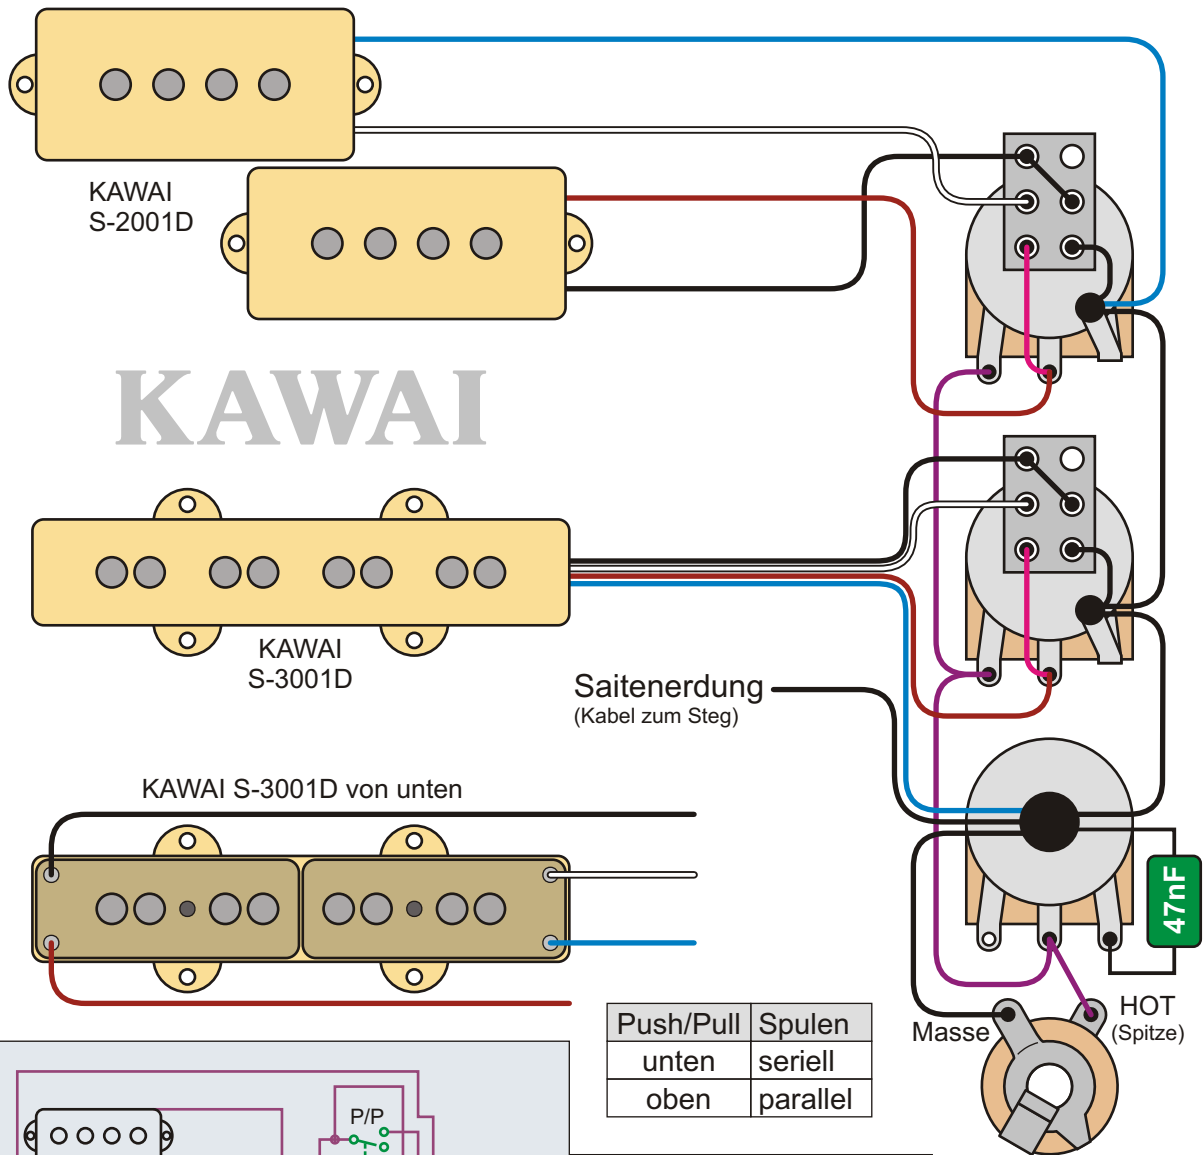 KAWAI
S-2001D
KAWAI
KAWAI
S-3001D
Saitenerdung
(Kabel zum Steg)
KAWAI S-3001D von unten
47nF
HOT
(Spitze)
Masse
Push/Pull Spulen
unten seriell
oben parallel
P/P